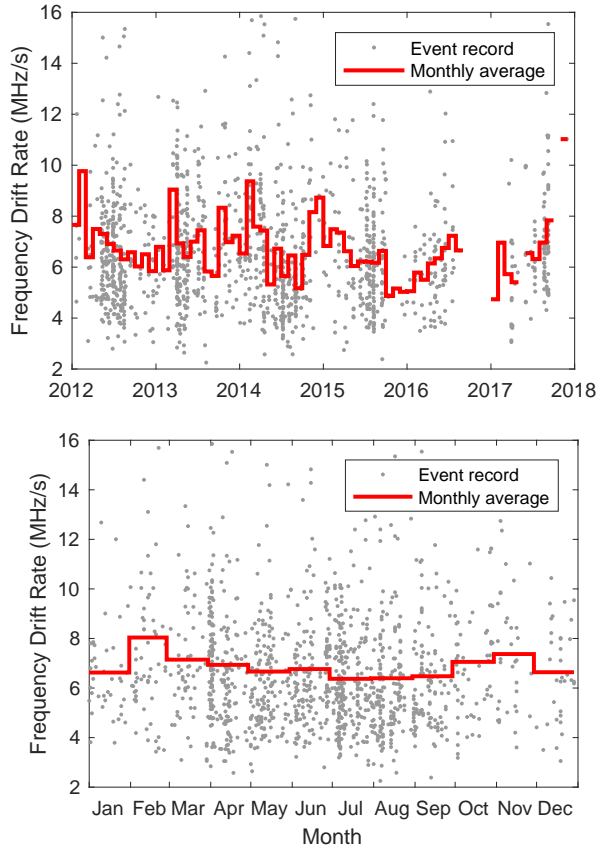 16
14
12
10
8
6
4
2
Frequency Drift Rate (MHz/s)
Event record
Monthly average
2012 2013 2014 2015 2016 2017 2018
16
14
12
10
8
6
4
2
Frequency Drift Rate (MHz/s)
Event record
Monthly average
Jan Feb Mar Apr May Jun Jul Aug Sep Oct Nov Dec
Month